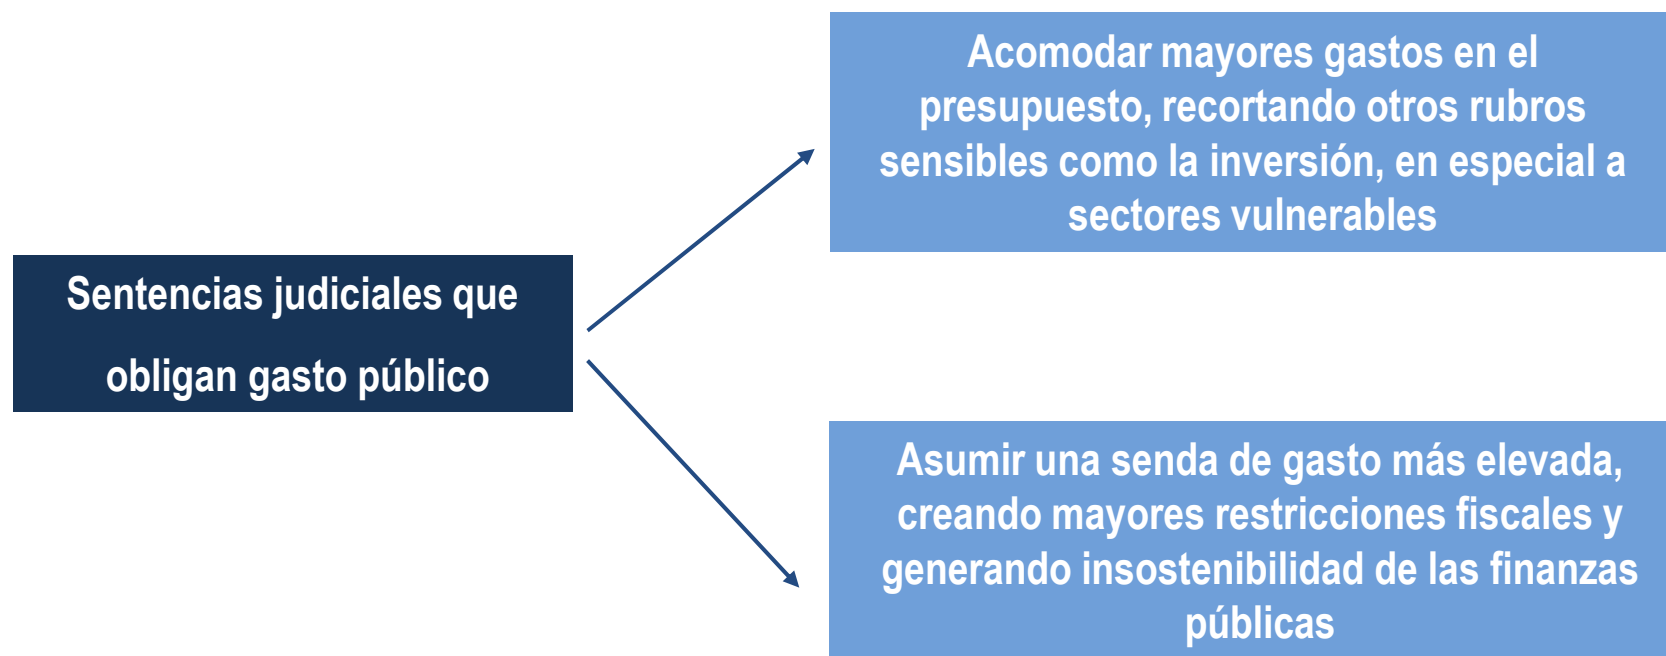 Sentencias judiciales que
obligan gasto público
Acomodar mayores gastos en el
presupuesto, recortando otros rubros
sensibles como la inversión, en especial a
sectores vulnerables
Asumir una senda de gasto más elevada,
creando mayores restricciones fiscales y
generando insostenibilidad de las finanzas
públicas